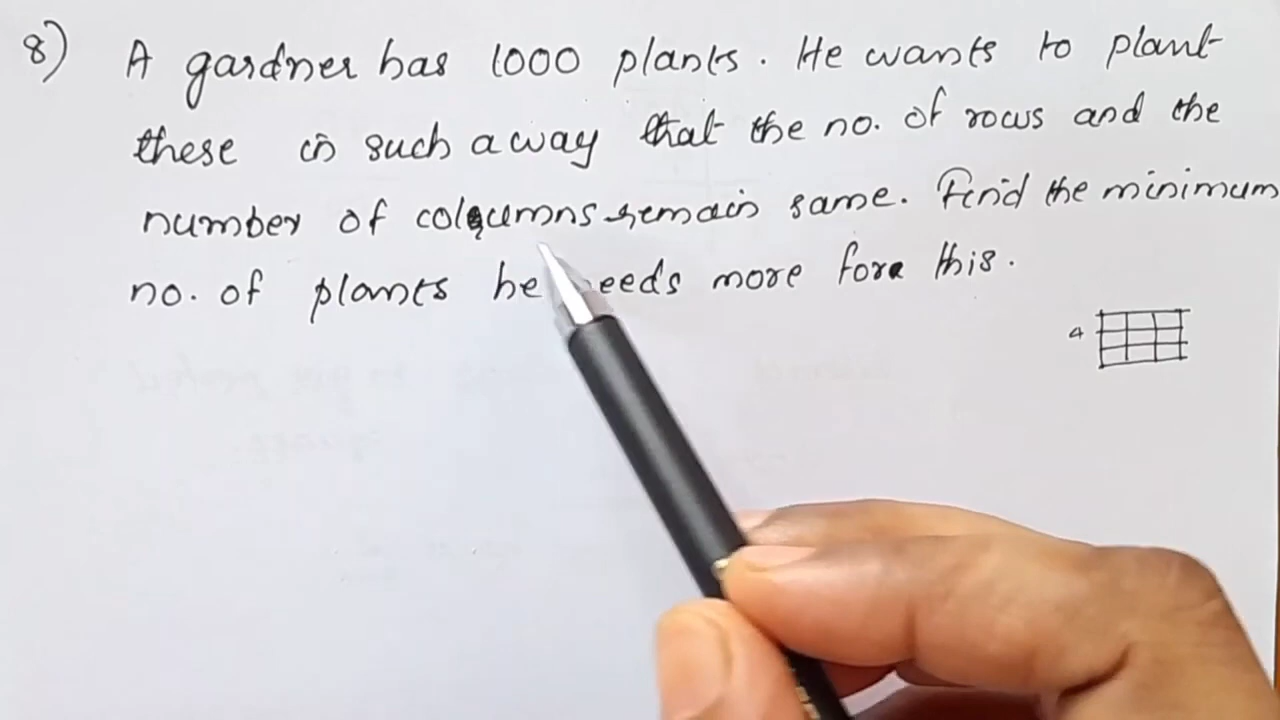 8) A gardner has 1000 plants. He wants to plant
these in such a way that the no. of rows and the
number of columns remain same. Find the minimum
no. of plants he needs more for this.
4